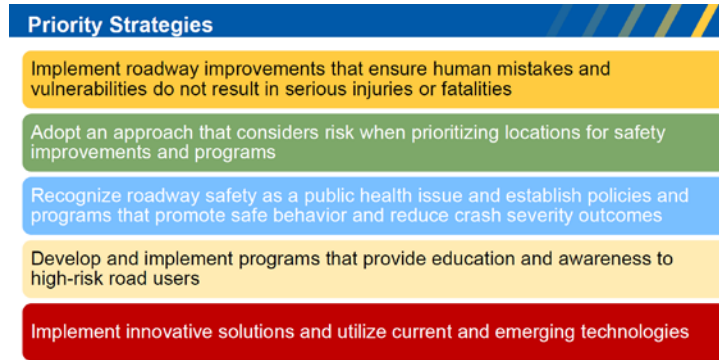 Priority Strategies
Implement roadway improvements that ensure human mistakes and
vulnerabilities do not result in serious injuries or fatalities
Adopt an approach that considers risk when prioritizing locations for safety
improvements and programs
Recognize roadway safety as a public health issue and establish policies and
programs that promote safe behavior and reduce crash severity outcomes
Develop and implement programs that provide education and awareness to
high-risk road users
Implement innovative solutions and utilize current and emerging technologies